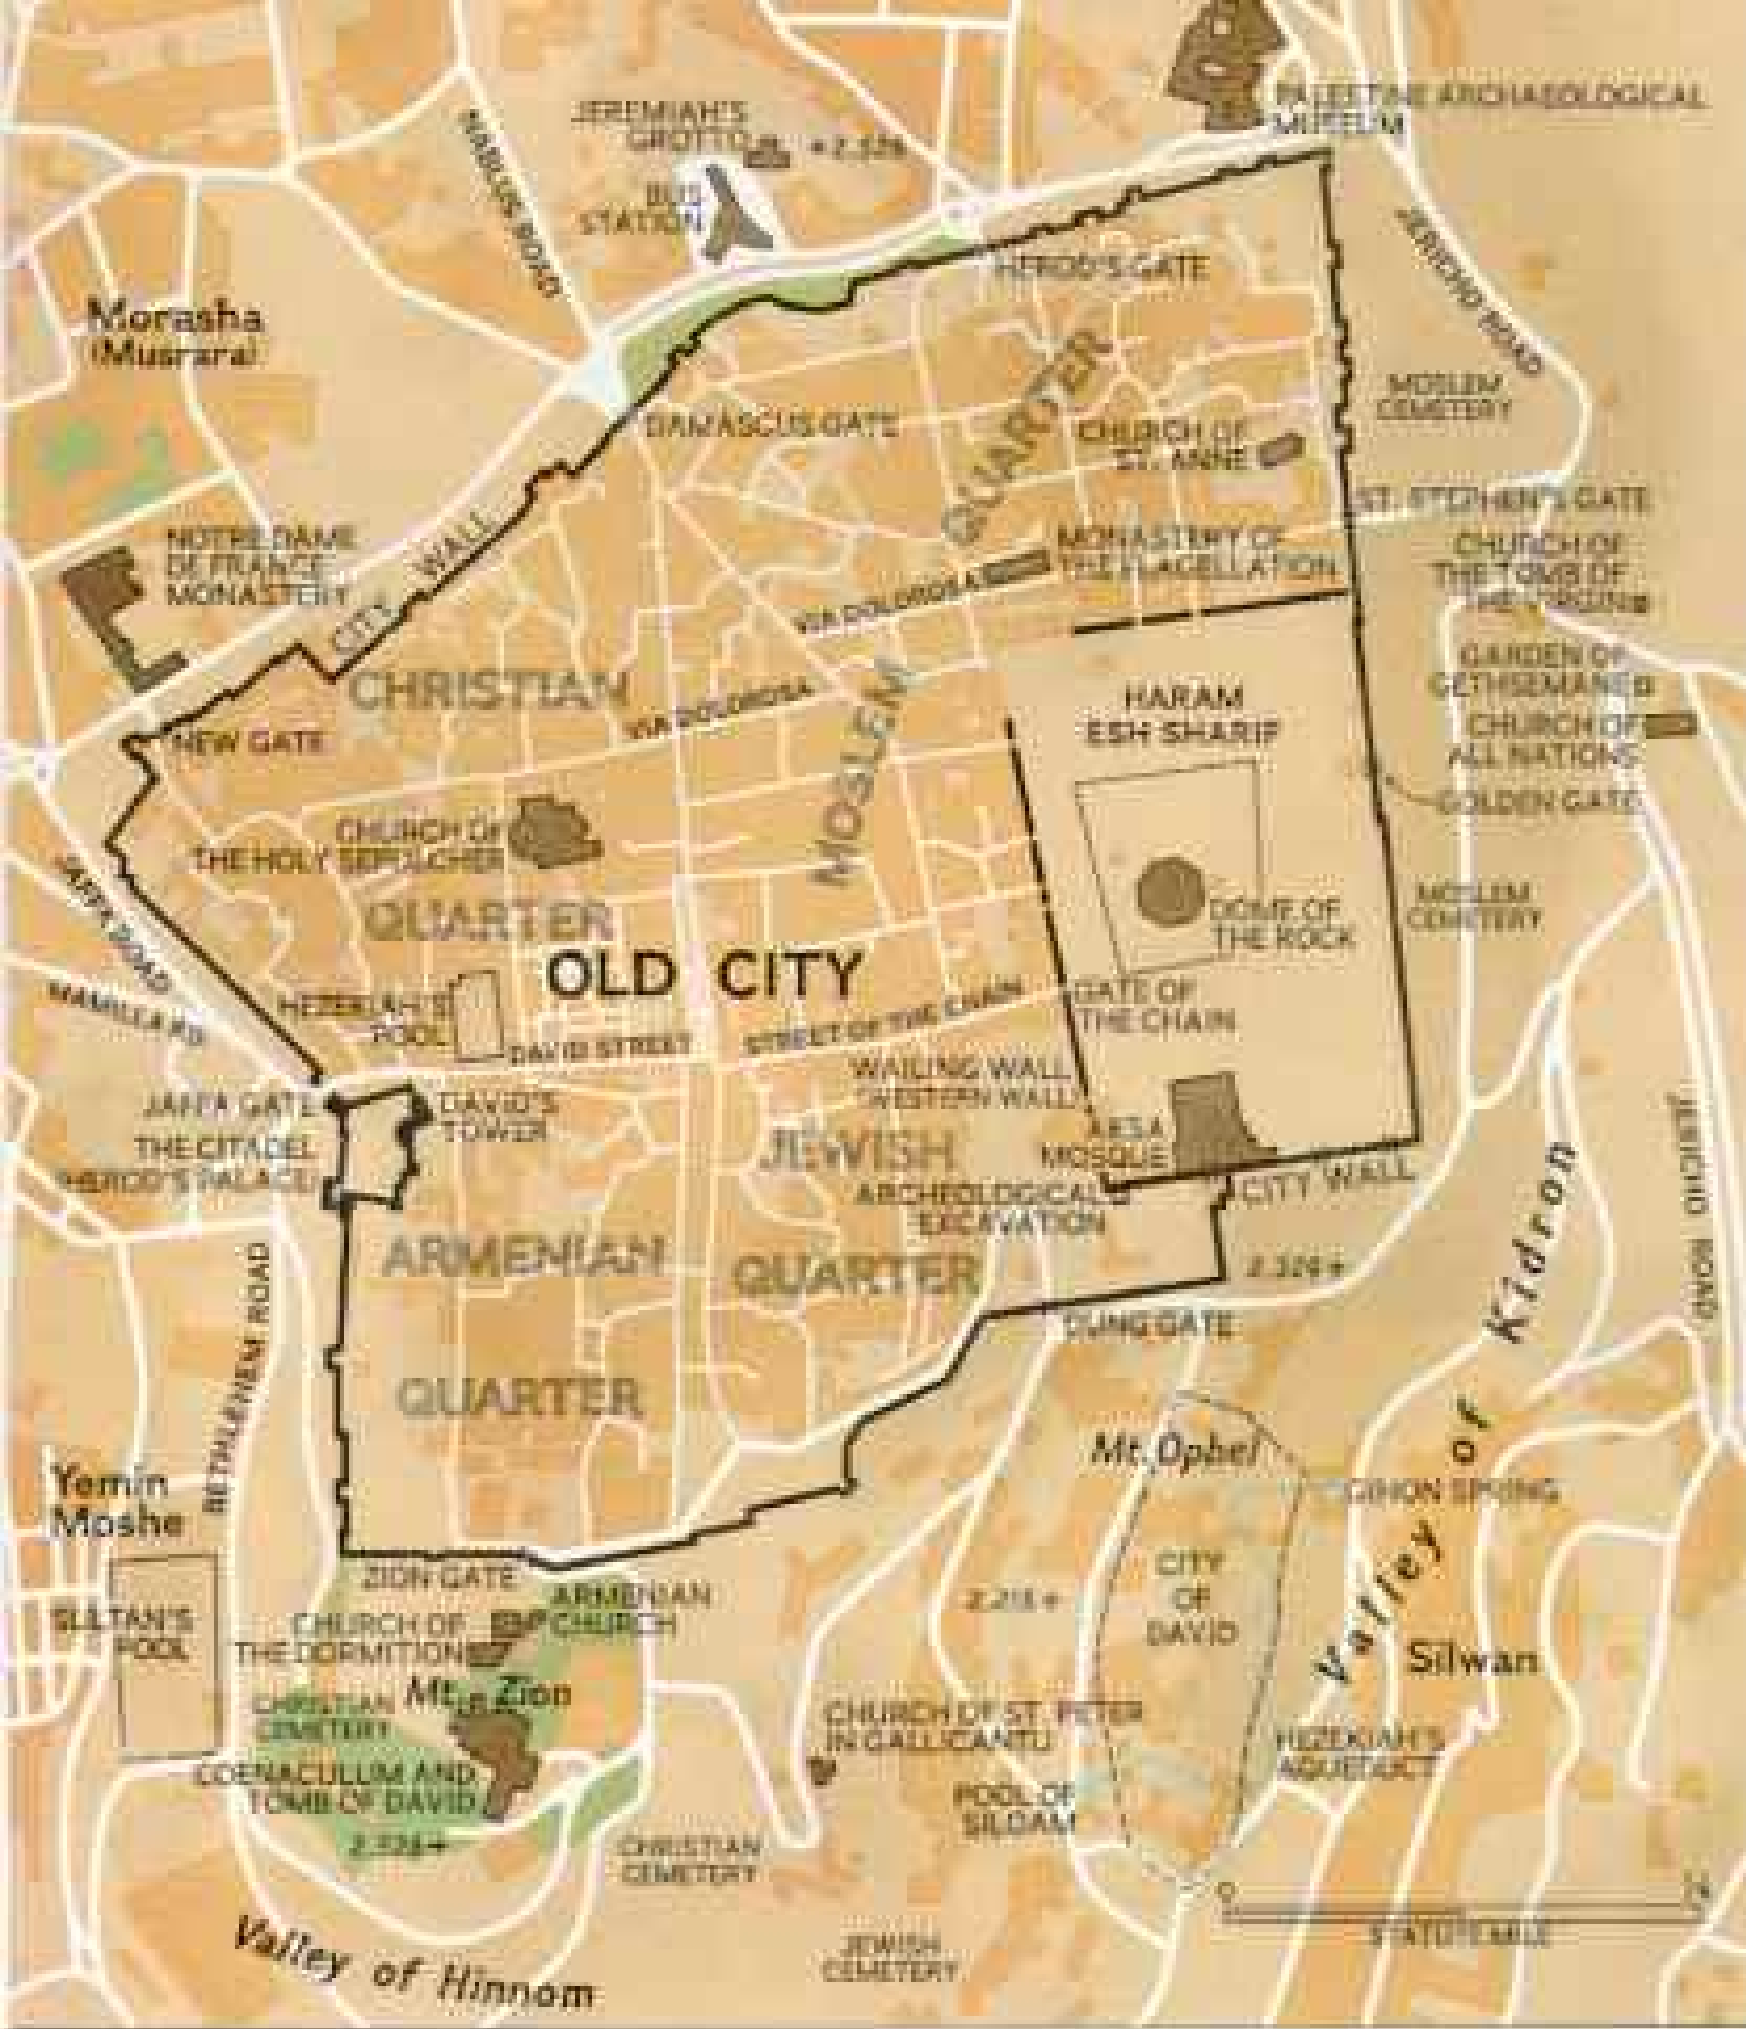 PALESTINE ARCHAEOLOGICAL
MUSEUM
JEREMIAH'S
GROTTO
BUS
STATION
NABLUS ROAD
Morasha
(Musrara)
HEROD'S GATE
JERICHO ROAD
MOSLEM
CEMETERY
DAMASCUS GATE
QUARTER
CHURCH OF
ST. ANNE
ST. STEPHEN'S GATE
NOTRE DAME
DE FRANCE
MONASTERY
CITY WALL
MONASTERY OF
THE FLAGELLATION
VIA DOLOROSA
CHURCH OF
THE TOMB OF
THE VIRGIN
CHRISTIAN
VIA DOLOROSA
MOSLEM
HARAM
ESH SHARIF
GARDEN OF
GETHSEMANE
CHURCH OF
ALL NATIONS
NEW GATE
GOLDEN GATE
CHURCH OF
THE HOLY SEPULCHER
QUARTER
JAFFA ROAD
DOME OF
THE ROCK
MOSLEM
CEMETERY
OLD CITY
MAMILLA RD
HEZEKIAH'S
POOL
DAVID STREET
STREET OF THE CHAIN
GATE OF
THE CHAIN
WAILING WALL
(WESTERN WALL)
JAFFA GATE
DAVID'S
TOWER
THE CITADEL
(HEROD'S PALACE)
JEWISH
AKSA
MOSQUE
CITY WALL
ARCHEOLOGICAL
EXCAVATION
ARMENIAN
QUARTER
QUARTER
DUNG GATE
BETHLEHEM ROAD
JERICHO ROAD
Valley of Kidron
Mt. Ophel
GIHON SPRING
Yemin
Moshe
ZION GATE
ARMENIAN
CHURCH
CHURCH OF
THE DORMITION
SULTAN'S
POOL
CITY
OF
DAVID
Silwan
CHRISTIAN
CEMETERY
Mt. Zion
CHURCH OF ST. PETER
IN GALLICANTU
HEZEKIAH'S
AQUEDUCT
COENACULUM AND
TOMB OF DAVID
POOL OF
SILOAM
CHRISTIAN
CEMETERY
Valley of Hinnom
JEWISH
CEMETERY
0
STATUTE MILE